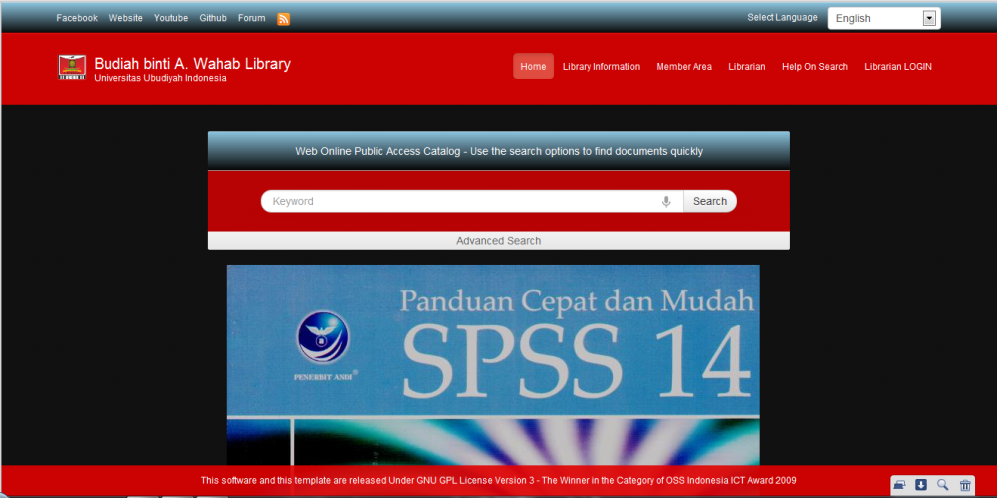 Facebook Website Youtube Github Forum Select Language English
Budiah binti A. Wahab Library
Universitas Ubudiyah Indonesia
Home Library Information Member Area Librarian Help On Search Librarian LOGIN
Web Online Public Access Catalog - Use the search options to find documents quickly
Keyword Search
Advanced Search
Panduan Cepat dan Mudah
SPSS 14
PENERBIT ANDI®
This software and this template are released Under GNU GPL License Version 3 - The Winner in the Category of OSS Indonesia ICT Award 2009